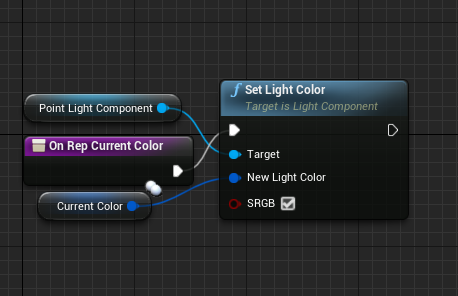 Set Light Color
Target is Light Component
Point Light Component
On Rep Current Color
Target
New Light Color
Current Color
SRGB